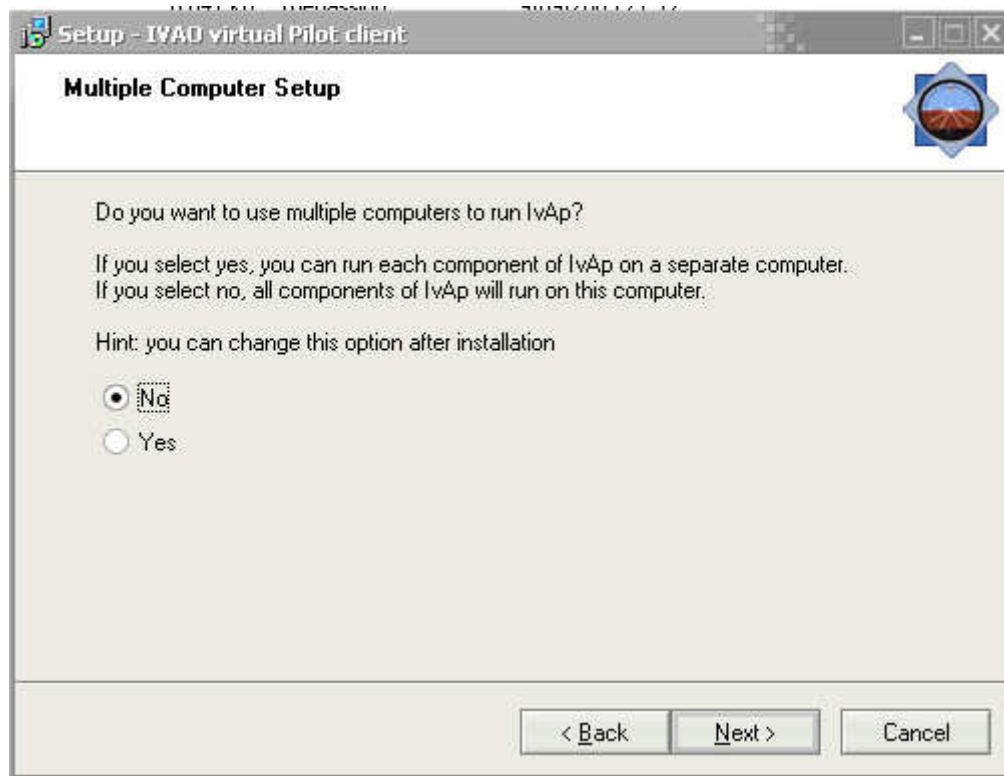 Setup - IVAO virtual Pilot client
Multiple Computer Setup
Do you want to use multiple computers to run IvAp?
If you select yes, you can run each component of IvAp on a separate computer.
If you select no, all components of IvAp will run on this computer.
Hint: you can change this option after installation
No
Yes
< Back Next > Cancel